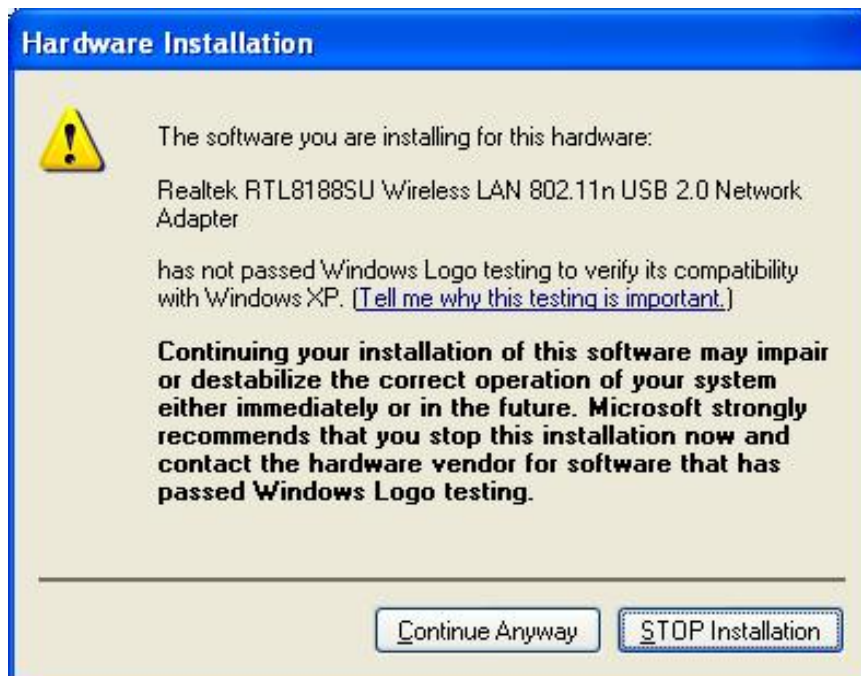 Hardware Installation
The software you are installing for this hardware:
Realtek RTL8188SU Wireless LAN 802.11n USB 2.0 Network
Adapter
has not passed Windows Logo testing to verify its compatibility
with Windows XP. (Tell me why this testing is important.)
Continuing your installation of this software may impair
or destabilize the correct operation of your system
either immediately or in the future. Microsoft strongly
recommends that you stop this installation now and
contact the hardware vendor for software that has
passed Windows Logo testing.
Continue Anyway
STOP Installation